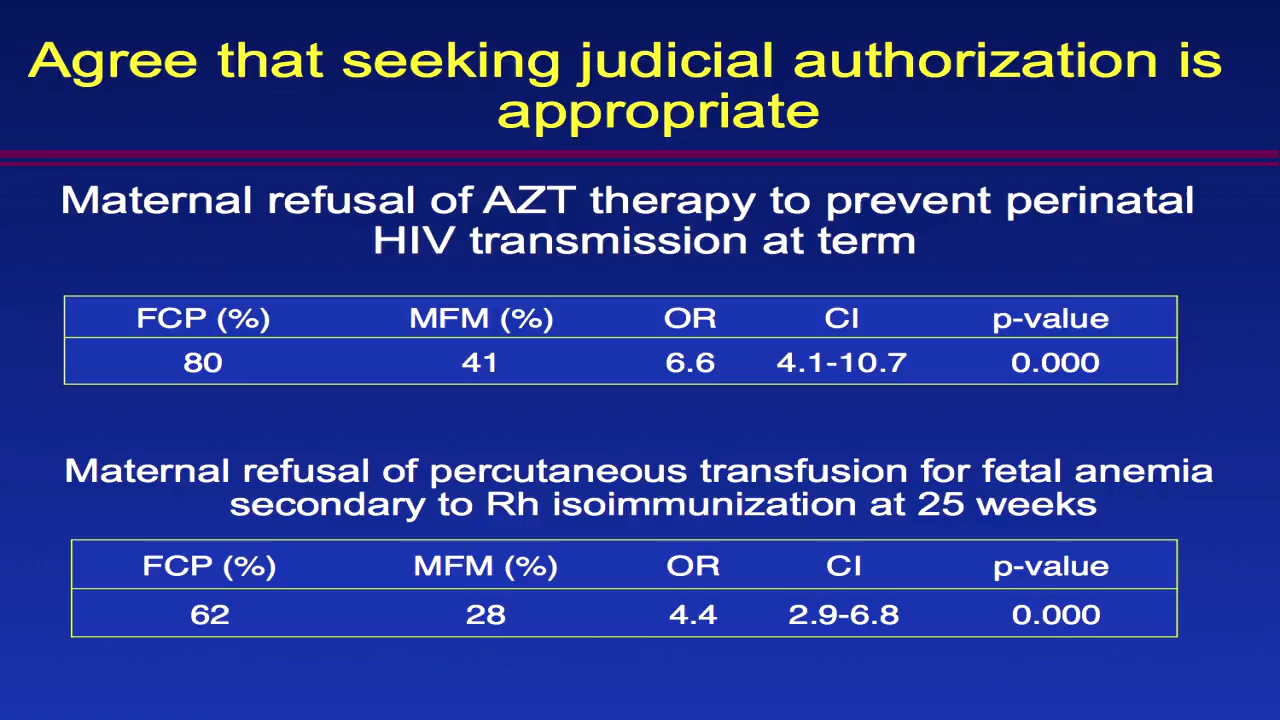 Agree that seeking judicial authorization is
appropriate
Maternal refusal of AZT therapy to prevent perinatal
HIV transmission at term
FCP (%) MFM (%) OR CI p-value
80 41 6.6 4.1-10.7 0.000
Maternal refusal of percutaneous transfusion for fetal anemia
secondary to Rh isoimmunization at 25 weeks
FCP (%) MFM (%) OR CI p-value
62 28 4.4 2.9-6.8 0.000